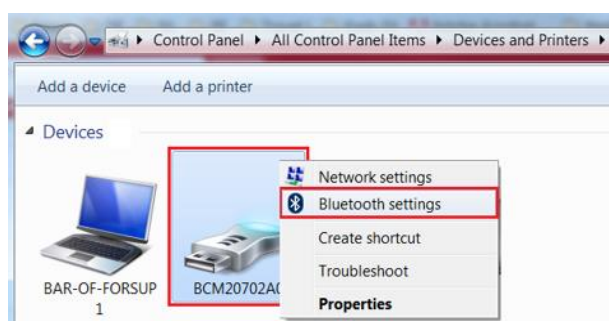 Control Panel ▸ All Control Panel Items ▸ Devices and Printers ▸
Add a device Add a printer
Devices
Network settings
Bluetooth settings
Create shortcut
Troubleshoot
Properties
BAR-OF-FORSUP
1
BCM20702A0